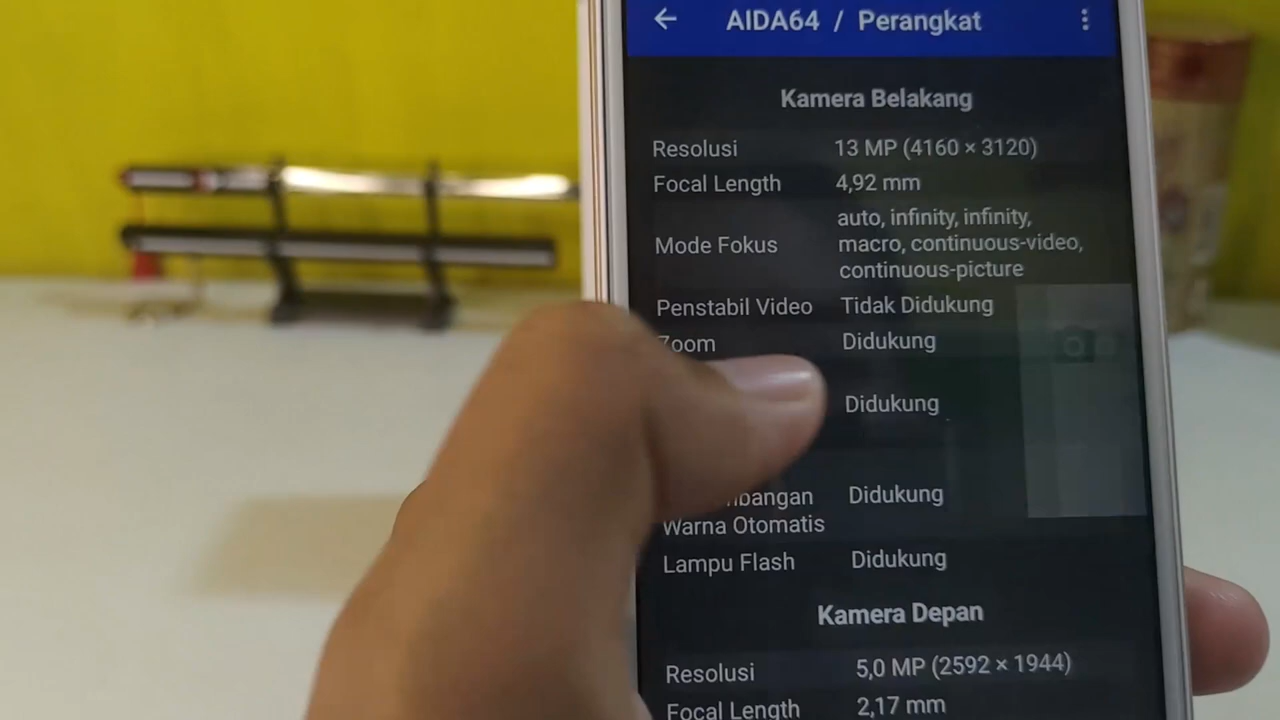 AIDA64 / Perangkat
Kamera Belakang
Resolusi 13 MP (4160 × 3120)
Focal Length 4,92 mm
Mode Fokus auto, infinity, infinity,
macro, continuous-video,
continuous-picture
Penstabil Video Tidak Didukung
Zoom Didukung
Didukung
Didukung
Warna Otomatis
Lampu Flash Didukung
Kamera Depan
Resolusi 5,0 MP (2592 × 1944)
Focal Length 2,17 mm